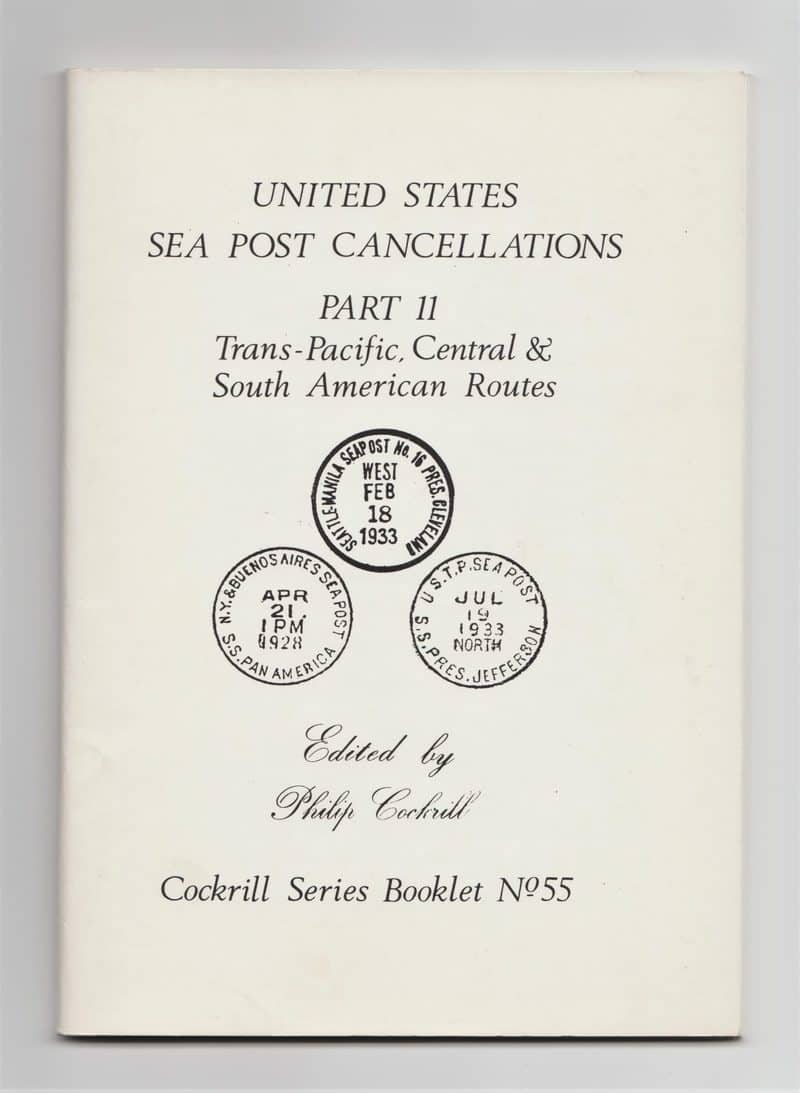 UNITED STATES
SEA POST CANCELLATIONS
PART 11
Trans-Pacific, Central &
South American Routes
SEATTLE-MANILA SEAPOST No. 16 PRES. CLEVELAND
WEST
FEB
18
1933
N.Y. & BUENOS AIRES SEA POST
APR
21.
1 PM
1928
S.S. PAN AMERICA
U.S.T.P. SEA POST
JUL
19
1933
NORTH
S.S. PRES. JEFFERSON
Edited by
Philip Cockrill
Cockrill Series Booklet Nº 55